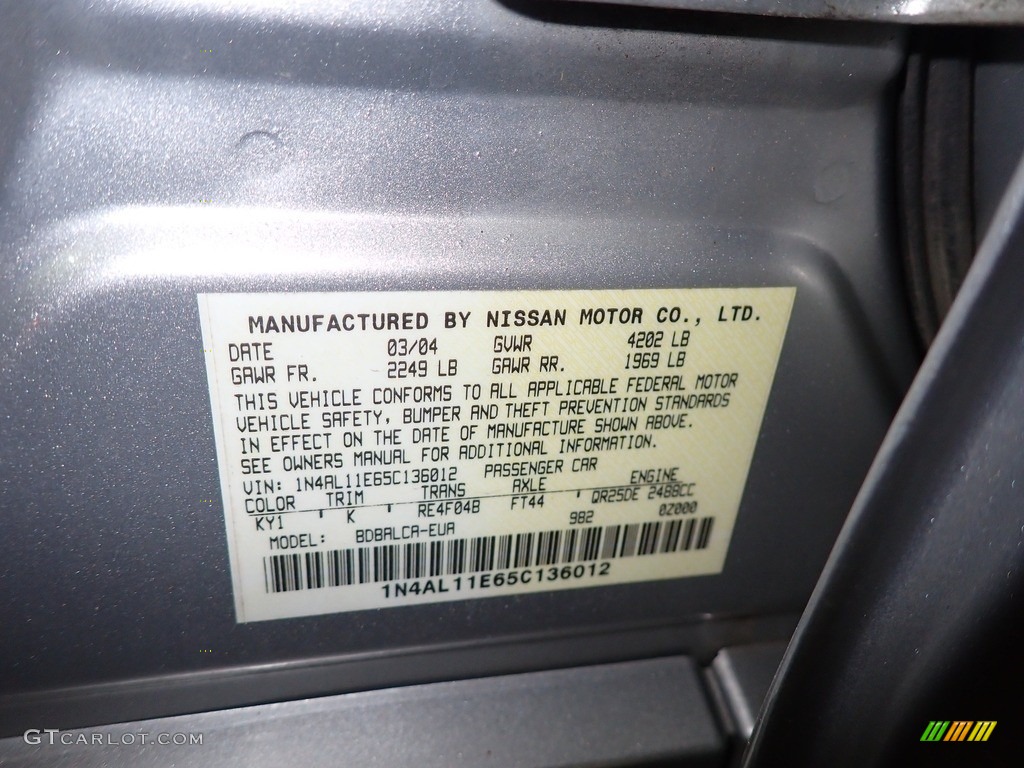 MANUFACTURED BY NISSAN MOTOR CO., LTD.
DATE 03/04 GVWR 4202 LB
GAWR FR. 2249 LB GAWR RR. 1969 LB
THIS VEHICLE CONFORMS TO ALL APPLICABLE FEDERAL MOTOR
VEHICLE SAFETY, BUMPER AND THEFT PREVENTION STANDARDS
IN EFFECT ON THE DATE OF MANUFACTURE SHOWN ABOVE.
SEE OWNERS MANUAL FOR ADDITIONAL INFORMATION.
VIN: 1N4AL11E65C136012 PASSENGER CAR
COLOR TRIM TRANS AXLE ENGINE
KY1 K RE4F04B FT44 QR25DE 2488CC
MODEL: BDBALCA-EUA 982 0Z000
1N4AL11E65C136012
GTCARLOT.COM